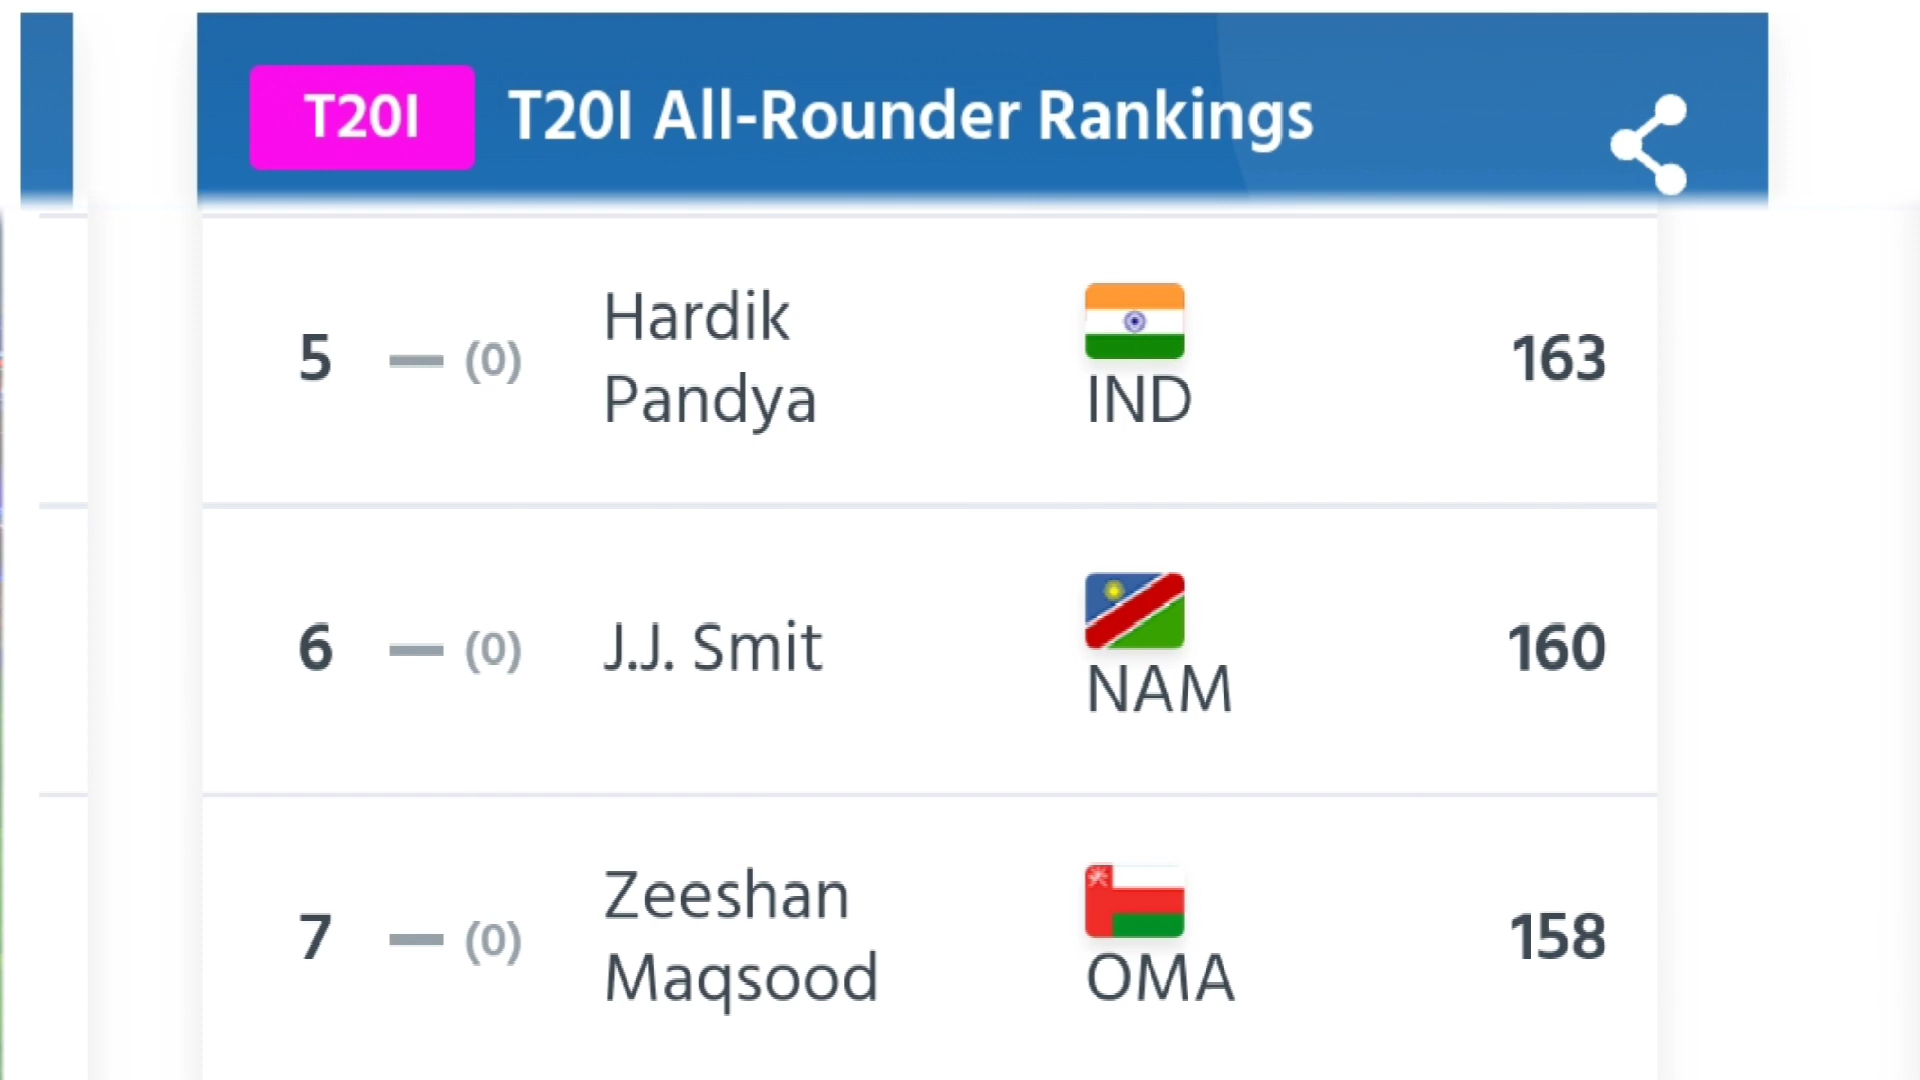 T20I T20I All-Rounder Rankings
5 (0) Hardik Pandya IND 163
6 (0) J.J. Smit NAM 160
7 (0) Zeeshan Maqsood OMA 158